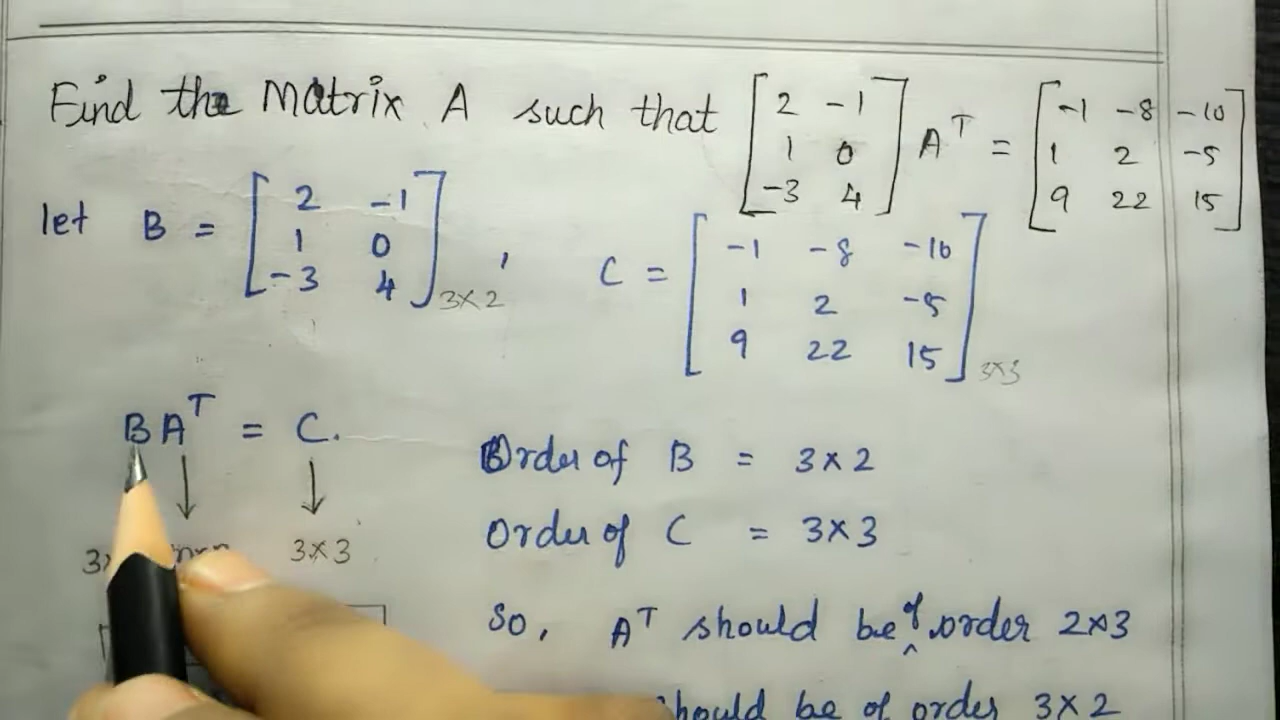 Find the Matrix A such that [2 -1 1 0 -3 4] Aᵀ = [-1 -8 -10 1 2 -5 9 22 15]
let B = [2 -1 1 0 -3 4]3×2 , C = [-1 -8 -10 1 2 -5 9 22 15]3×3
BAᵀ = C.
3×3
Order of B = 3×2
Order of C = 3×3
So, Aᵀ should be of order 2×3
should be of order 3×2